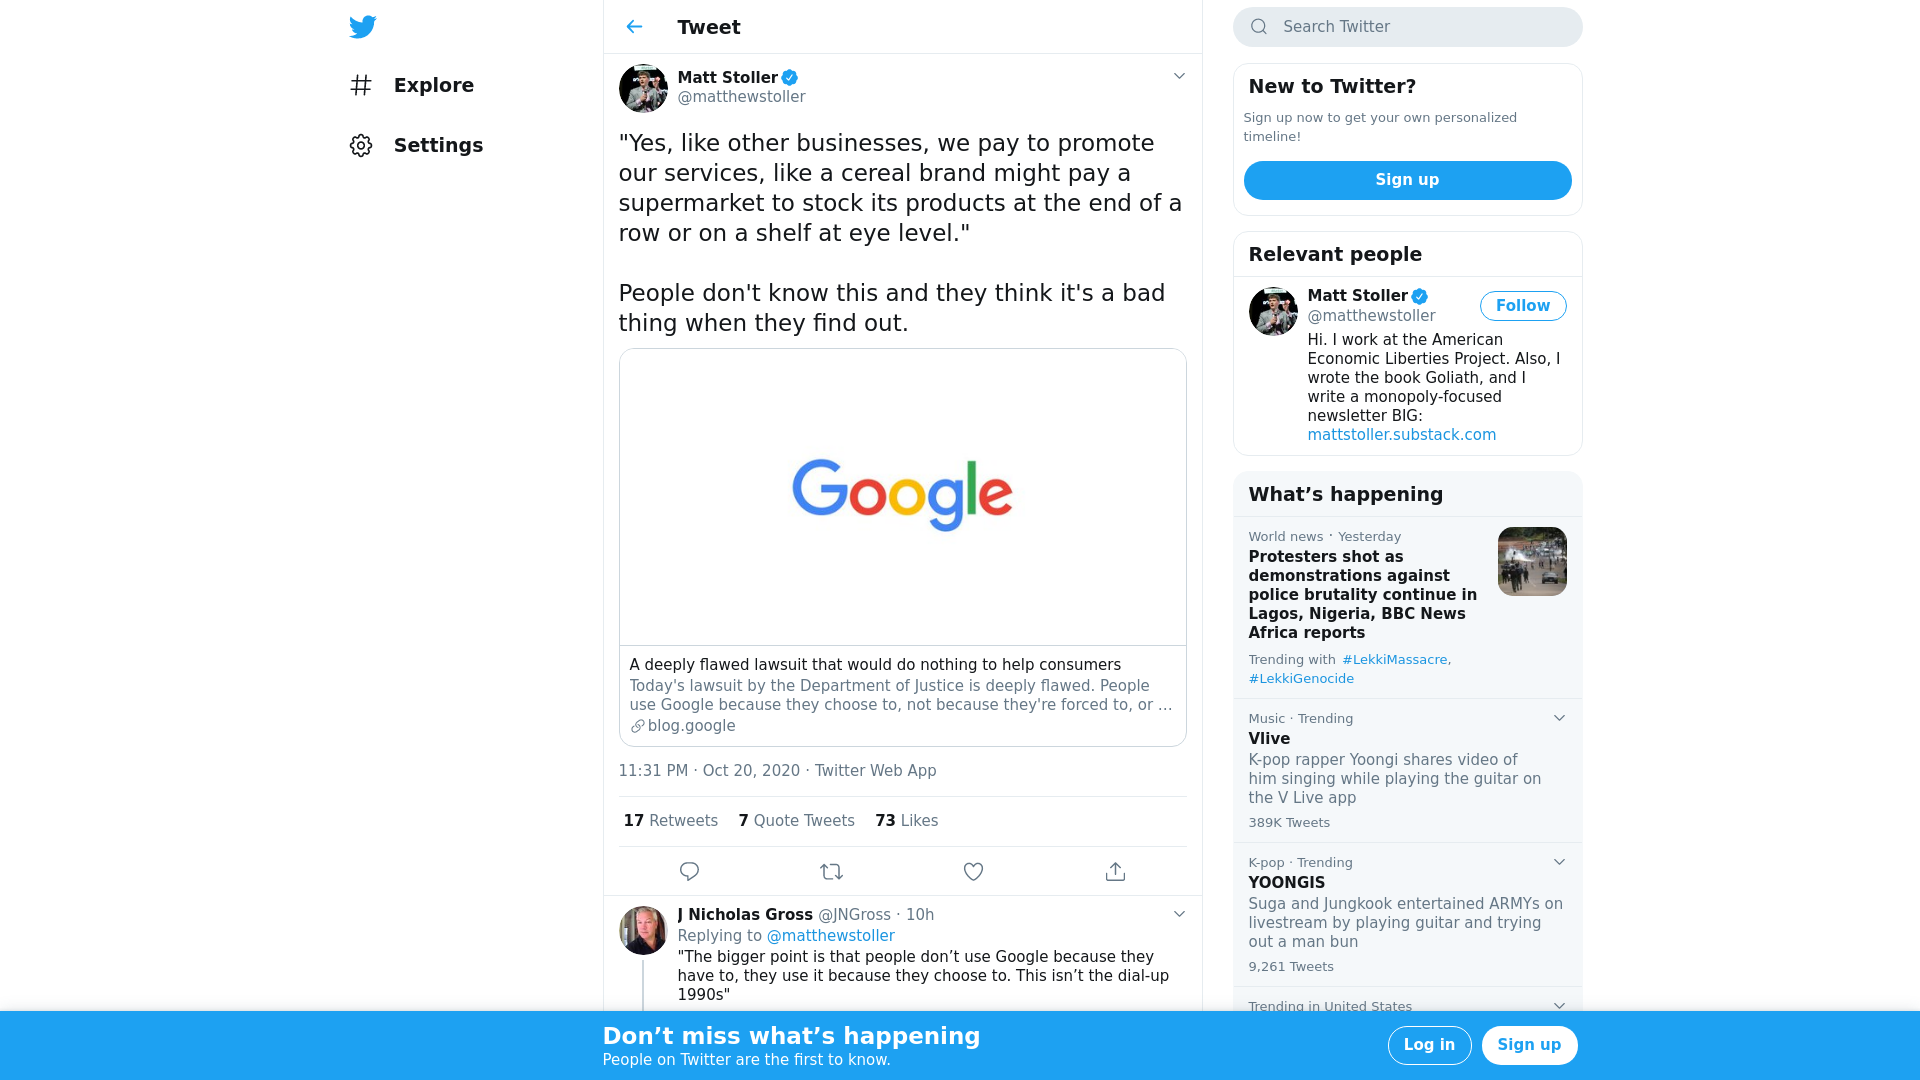 Explore
Settings
Tweet
Matt Stoller
@matthewstoller
"Yes, like other businesses, we pay to promote
our services, like a cereal brand might pay a
supermarket to stock its products at the end of a
row or on a shelf at eye level."
People don't know this and they think it's a bad
thing when they find out.
Google
A deeply flawed lawsuit that would do nothing to help consumers
Today's lawsuit by the Department of Justice is deeply flawed. People
use Google because they choose to, not because they're forced to, or …
blog.google
11:31 PM · Oct 20, 2020 · Twitter Web App
17 Retweets 7 Quote Tweets 73 Likes
J Nicholas Gross @JNGross · 10h
Replying to @matthewstoller
"The bigger point is that people don’t use Google because they
have to, they use it because they choose to. This isn’t the dial-up
1990s"
Search Twitter
New to Twitter?
Sign up now to get your own personalized
timeline!
Sign up
Relevant people
Matt Stoller
@matthewstoller
Follow
Hi. I work at the American
Economic Liberties Project. Also, I
wrote the book Goliath, and I
write a monopoly-focused
newsletter BIG:
mattstoller.substack.com
What’s happening
World news · Yesterday
Protesters shot as
demonstrations against
police brutality continue in
Lagos, Nigeria, BBC News
Africa reports
Trending with #LekkiMassacre,
#LekkiGenocide
Music · Trending
Vlive
K-pop rapper Yoongi shares video of
him singing while playing the guitar on
the V Live app
389K Tweets
K-pop · Trending
YOONGIS
Suga and Jungkook entertained ARMYs on
livestream by playing guitar and trying
out a man bun
9,261 Tweets
Trending in United States
Don’t miss what’s happening
People on Twitter are the first to know.
Log in
Sign up